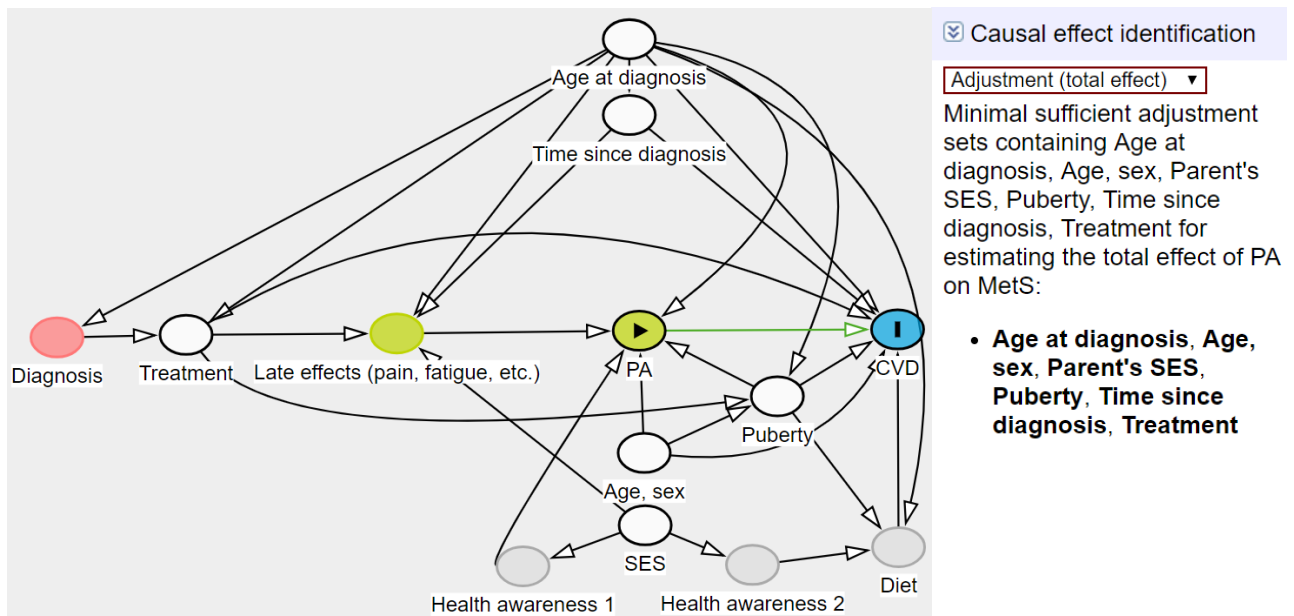 Age at diagnosis
Time since diagnosis
Diagnosis
Treatment
Late effects (pain, fatigue, etc.)
PA
CVD
Puberty
Age, sex
SES
Health awareness 1
Health awareness 2
Diet
Causal effect identification
Adjustment (total effect)
Minimal sufficient adjustment
sets containing Age at
diagnosis, Age, sex, Parent's
SES, Puberty, Time since
diagnosis, Treatment for
estimating the total effect of PA
on MetS:
• Age at diagnosis, Age,
sex, Parent's SES,
Puberty, Time since
diagnosis, Treatment